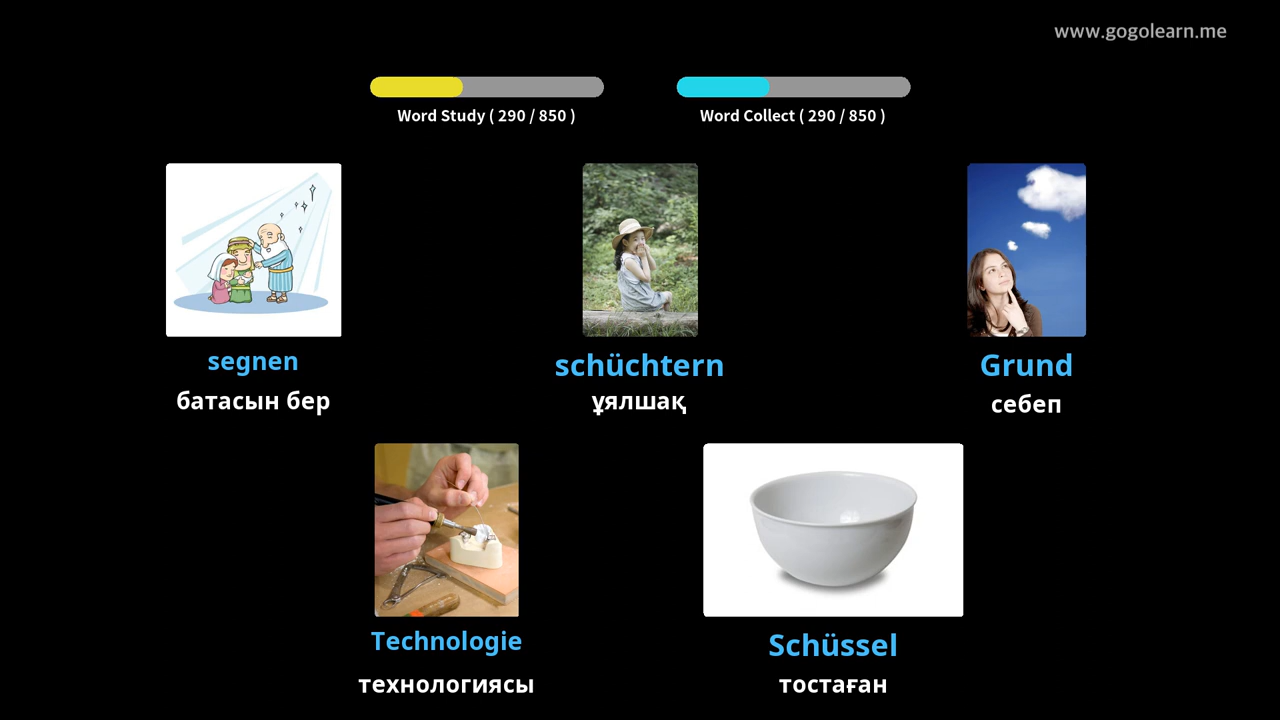 www.gogolearn.me
Word Study ( 290 / 850 )
Word Collect ( 290 / 850 )
segnen
батасын бер
schüchtern
ұялшақ
Grund
себеп
Technologie
технологиясы
Schüssel
тостаған